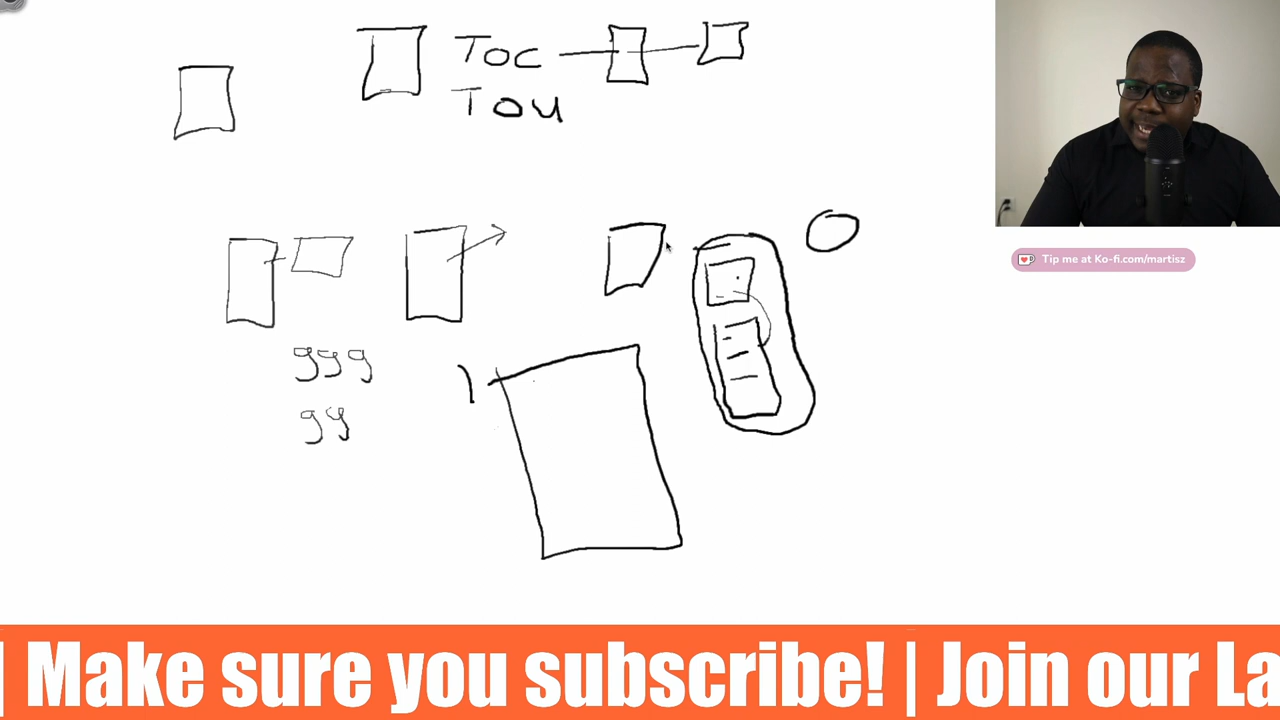 TOC
TOU
Tip me at Ko-fi.com/martisz
ggg
gg
| Make sure you subscribe! | Join our La